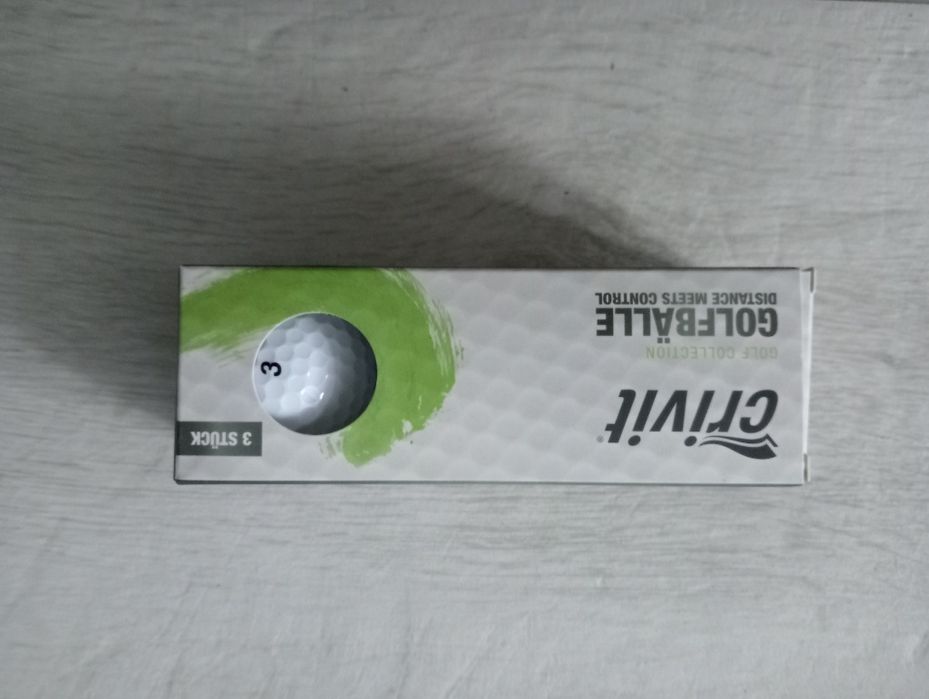 crivit®
GOLF COLLECTION
GOLFBÄLLE
DISTANCE MEETS CONTROL
3
3 STÜCK